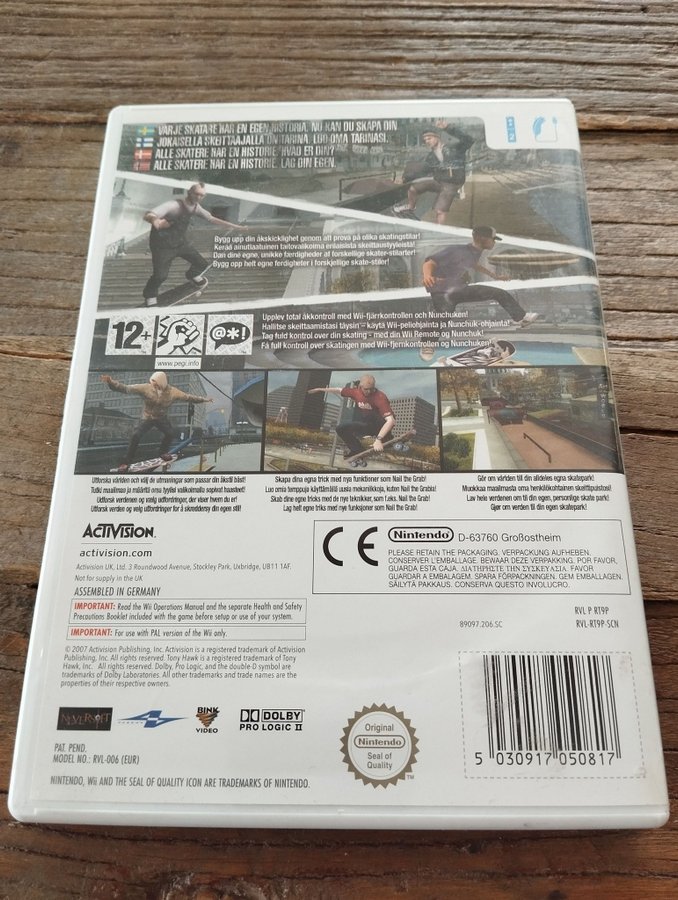 VARJE SKATARE HAR EN EGEN HISTORIA. NU KAN DU SKAPA DIN
JOKAISELLA SKEITTAAJALLA ON TARINA. LUO OMA TARINASI.
ALLE SKATERE HAR EN HISTORIE. HVAD ER DIN?
ALLE SKATERE HAR EN HISTORIE. LAG DIN EGEN.
Bygg upp din åkskicklighet genom att prova på olika skatingstilar!
Kerää ainutlaatuinen taitovalikoima erilaisista skeittaustyyleistä!
Dan dine egne, unikke færdigheder af forskellige skater-stilarter!
Bygg opp helt egne ferdigheter i forskjellige skate-stiler!
12+
@*!
www.pegi.info
Upplev total åkkontroll med Wii-fjärrkontrollen och Nunchuken!
Hallitse skeittaamistasi täysin – käytä Wii-peliohjainta ja Nunchuk-ohjainta!
Tag fuld kontrol over din skating – med din Wii Remote og Nunchuk!
Få full kontroll over skatingen med Wii-fjernkontrollen og Nunchuken!
Utforska världen och välj de utmaningar som passar din åkstil bäst!
Tutki maailmaa ja määrittä oma tyylisi valikoimalla sopivat haasteet!
Udforsk verdenen og vælg udfordringer, der viser hvem du er!
Utforsk verden og velg utfordringer for å skreddersy din egen stil!
Skapa dina egna trick med nya funktioner som Nail the Grab!
Luo omia temppuja käyttämällä uusia mekaniikkoja, kuten Nail the Grabia!
Skab dine egne tricks med de nye teknikker, som f.eks. Nail the Grab!
Lag helt egne triks med nye funksjoner som Nail the Grab!
Gör om världen till din alldeles egna skatepark!
Muokkaa maailmasta oma henkilökohtainen skeittipuistosi!
Lav hele verdenen om til din egen, personlige skate park!
Gjør om verden til din egen skatepark!
ACTIVISION.
activision.com
Activision UK, Ltd. 3 Roundwood Avenue, Stockley Park, Uxbridge, UB11 1AF.
Not for supply in the UK
ASSEMBLED IN GERMANY
IMPORTANT: Read the Wii Operations Manual and the separate Health and Safety
Precautions Booklet included with the game before setup or use of your system.
IMPORTANT: For use with PAL version of the Wii only.
© 2007 Activision Publishing, Inc. Activision is a registered trademark of Activision
Publishing, Inc. All rights reserved. Tony Hawk is a registered trademark of Tony
Hawk, Inc. All rights reserved. Dolby, Pro Logic, and the double-D symbol are
trademarks of Dolby Laboratories. All other trademarks and trade names are the
properties of their respective owners.
CE
Nintendo D-63760 Großostheim
PLEASE RETAIN THE PACKAGING. VERPACKUNG AUFHEBEN.
CONSERVER L'EMBALLAGE. BEWAAR DEZE VERPAKKING. POR FAVOR,
GUARDA ESTA CAJA. ΔΙΑΤΗΡΗΣΤΕ ΤΗΝ ΣΥΣΚΕΥΑΣΙΑ. FAVOR
GUARDAR A EMBALAGEM. SPARA FÖRPACKNINGEN. GEM EMBALLAGEN.
SÄILYTÄ PAKKAUS. CONSERVA QUESTO INVOLUCRO.
RVL P RT9P
89097.206.SC
RVL-RT9P-SCN
NEVERSOFT
BINK
VIDEO
DOLBY
PRO LOGIC II
Original
Nintendo
Seal of
Quality
TM
5 030917 050817
PAT. PEND.
MODEL NO.: RVL-006 (EUR)
NINTENDO, Wii AND THE SEAL OF QUALITY ICON ARE TRADEMARKS OF NINTENDO.